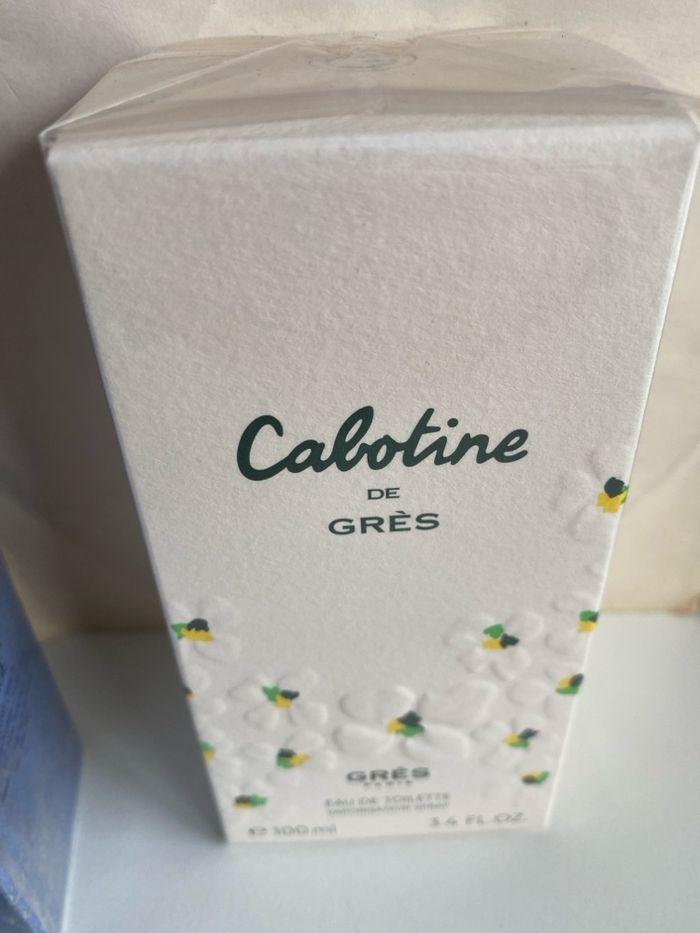 Cabotine
DE
GRÈS
GRÈS
PARIS
EAU DE TOILETTE
VAPORISATEUR SPRAY
e 100 ml 3.4 FL.OZ.